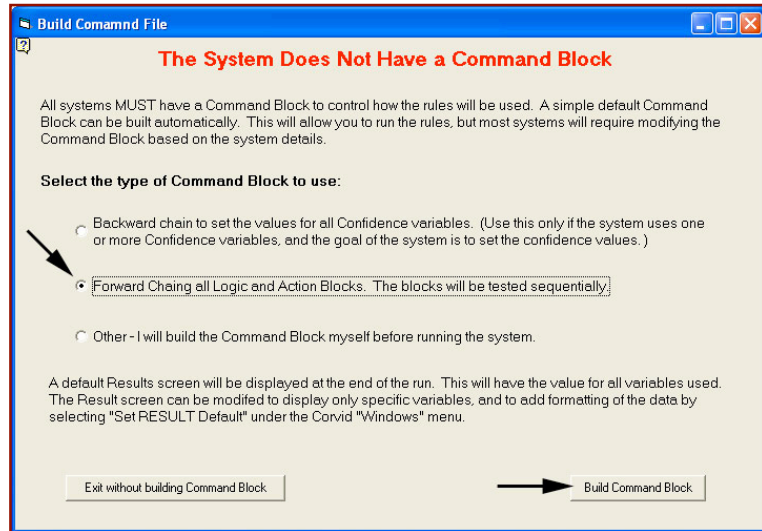 Build Comamnd File
?
The System Does Not Have a Command Block
All systems MUST have a Command Block to control how the rules will be used. A simple default Command
Block can be built automatically. This will allow you to run the rules, but most systems will require modifying the
Command Block based on the system details.
Select the type of Command Block to use:
Backward chain to set the values for all Confidence variables. (Use this only if the system uses one
or more Confidence variables, and the goal of the system is to set the confidence values. )
Forward Chaing all Logic and Action Blocks. The blocks will be tested sequentially.
Other - I will build the Command Block myself before running the system.
A default Results screen will be displayed at the end of the run. This will have the value for all variables used.
The Result screen can be modifed to display only specific variables, and to add formatting of the data by
selecting "Set RESULT Default" under the Corvid "Windows" menu.
Exit without building Command Block
Build Command Block